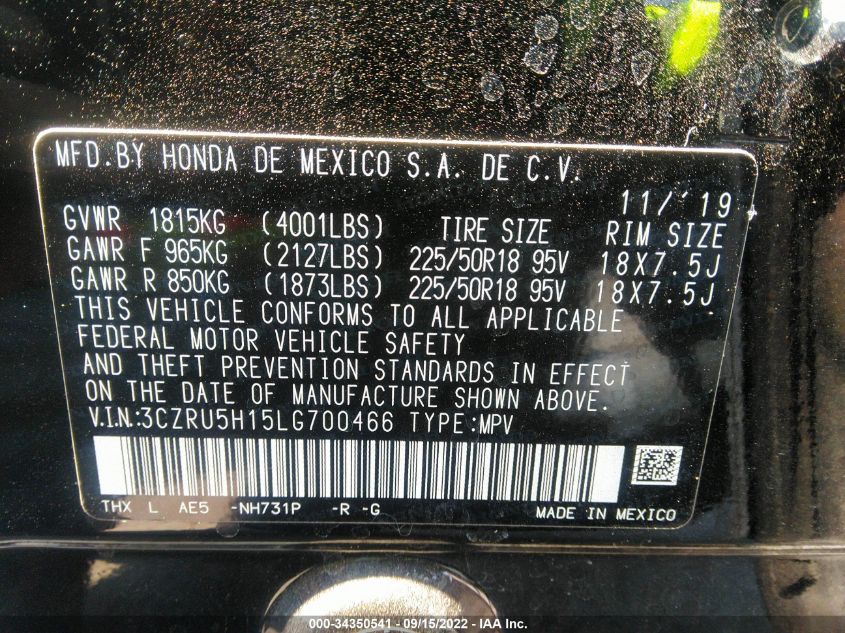 MFD.BY HONDA DE MEXICO S.A. DE C.V.
11/'19
GVWR 1815KG (4001LBS) TIRE SIZE RIM SIZE
GAWR F 965KG (2127LBS) 225/50R18 95V 18X7.5J
GAWR R 850KG (1873LBS) 225/50R18 95V 18X7.5J
THIS VEHICLE CONFORMS TO ALL APPLICABLE
FEDERAL MOTOR VEHICLE SAFETY
AND THEFT PREVENTION STANDARDS IN EFFECT
ON THE DATE OF MANUFACTURE SHOWN ABOVE.
V.I.N.:3CZRU5H15LG700466 TYPE:MPV
THX L AE5 -NH731P -R -G
MADE IN MEXICO
000-34350541 - 09/15/2022 - IAA Inc.